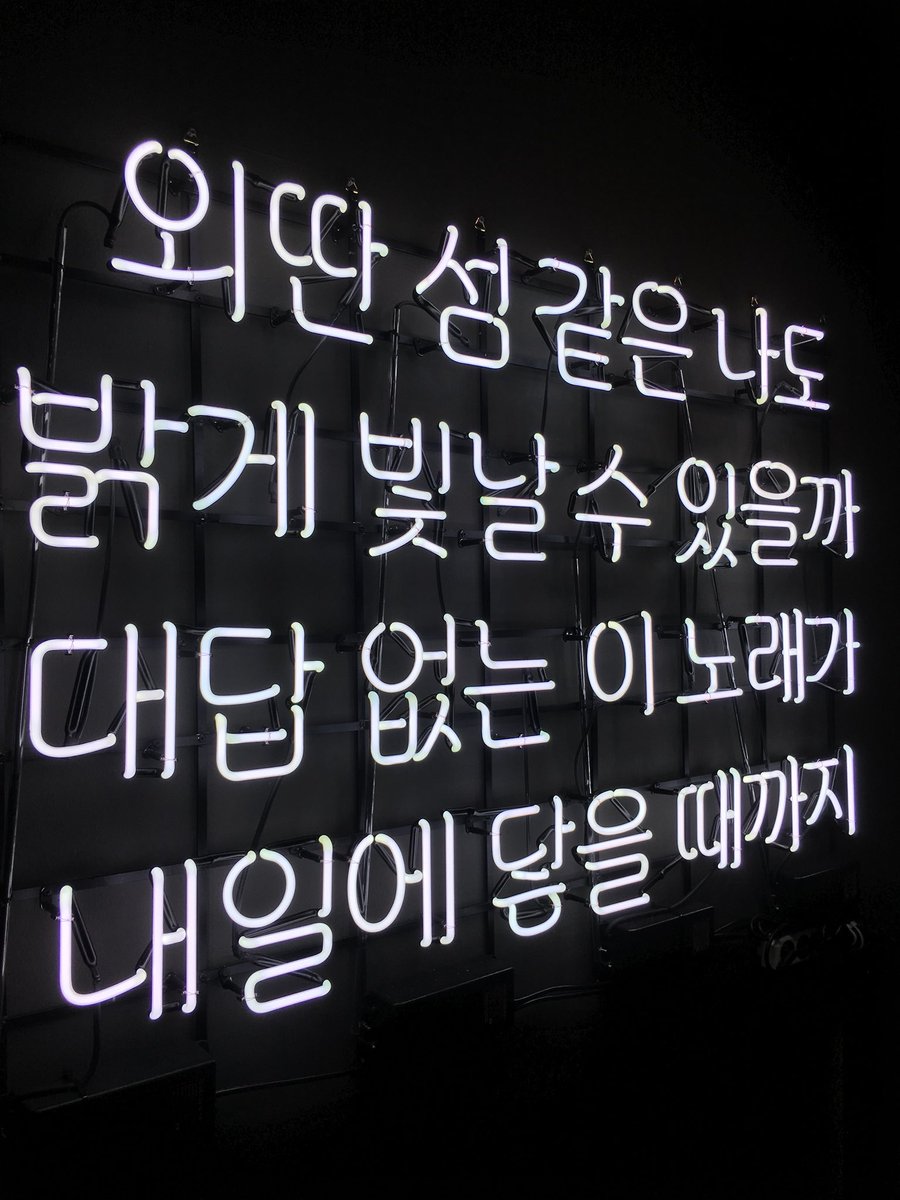 외딴 섬 같은 나도
밝게 빛날 수 있을까
대답 없는 이 노래가
내일에 닿을 때까지